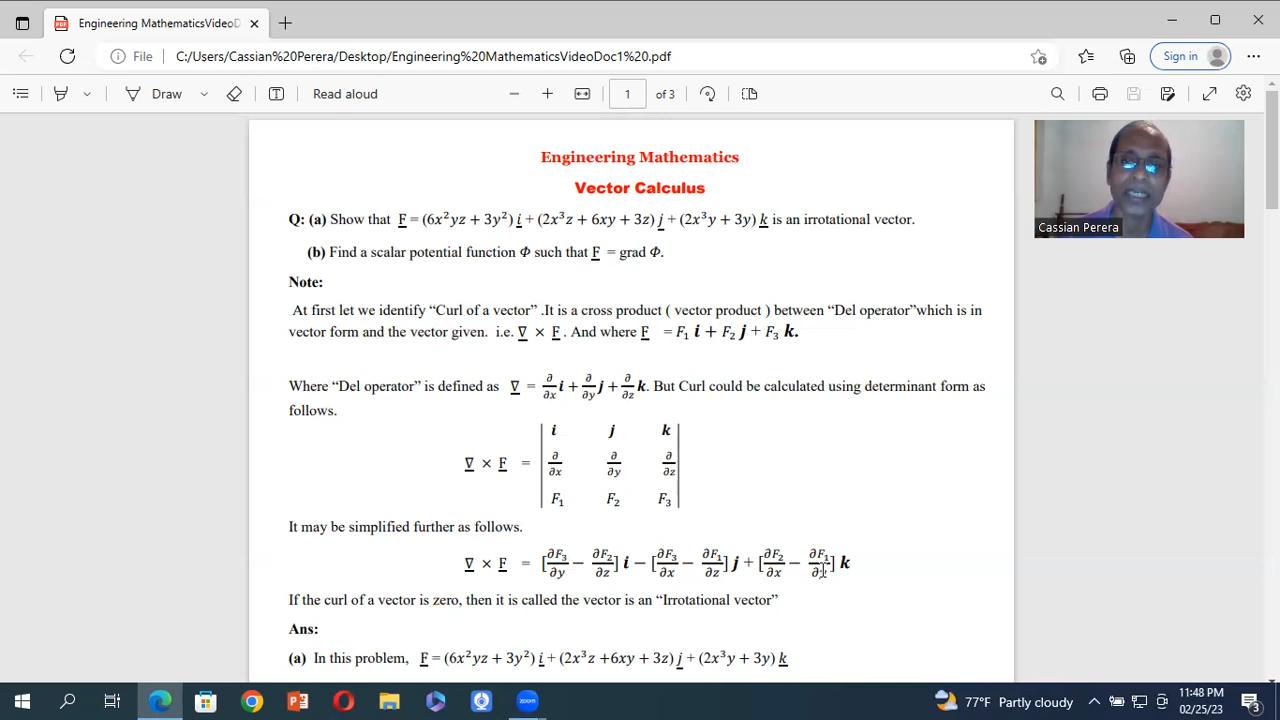 Engineering MathematicsVideoD
File C:/Users/Cassian%20Perera/Desktop/Engineering%20MathematicsVideoDoc1%20.pdf
Sign in
Draw
Read aloud
1 of 3
Engineering Mathematics
Vector Calculus
Q: (a) Show that F = (6x²yz + 3y²) i + (2x³z + 6xy + 3z) j + (2x³y + 3y) k is an irrotational vector.
(b) Find a scalar potential function Φ such that F = grad Φ.
Note:
At first let we identify “Curl of a vector” .It is a cross product ( vector product ) between “Del operator”which is in
vector form and the vector given. i.e. ∇ × F . And where F = F₁ i + F₂ j + F₃ k.
Where “Del operator” is defined as ∇ = ∂/∂x i + ∂/∂y j + ∂/∂z k. But Curl could be calculated using determinant form as
follows.
i j k
∇ × F = ∂/∂x ∂/∂y ∂/∂z
F₁ F₂ F₃
It may be simplified further as follows.
∇ × F = [∂F₃/∂y − ∂F₂/∂z] i − [∂F₃/∂x − ∂F₁/∂z] j + [∂F₂/∂x − ∂F₁/∂] k
If the curl of a vector is zero, then it is called the vector is an “Irrotational vector”
Ans:
(a) In this problem, F = (6x²yz + 3y²) i + (2x³z +6xy + 3z) j + (2x³y + 3y) k
Cassian Perera
77°F Partly cloudy
11:48 PM
02/25/23
3